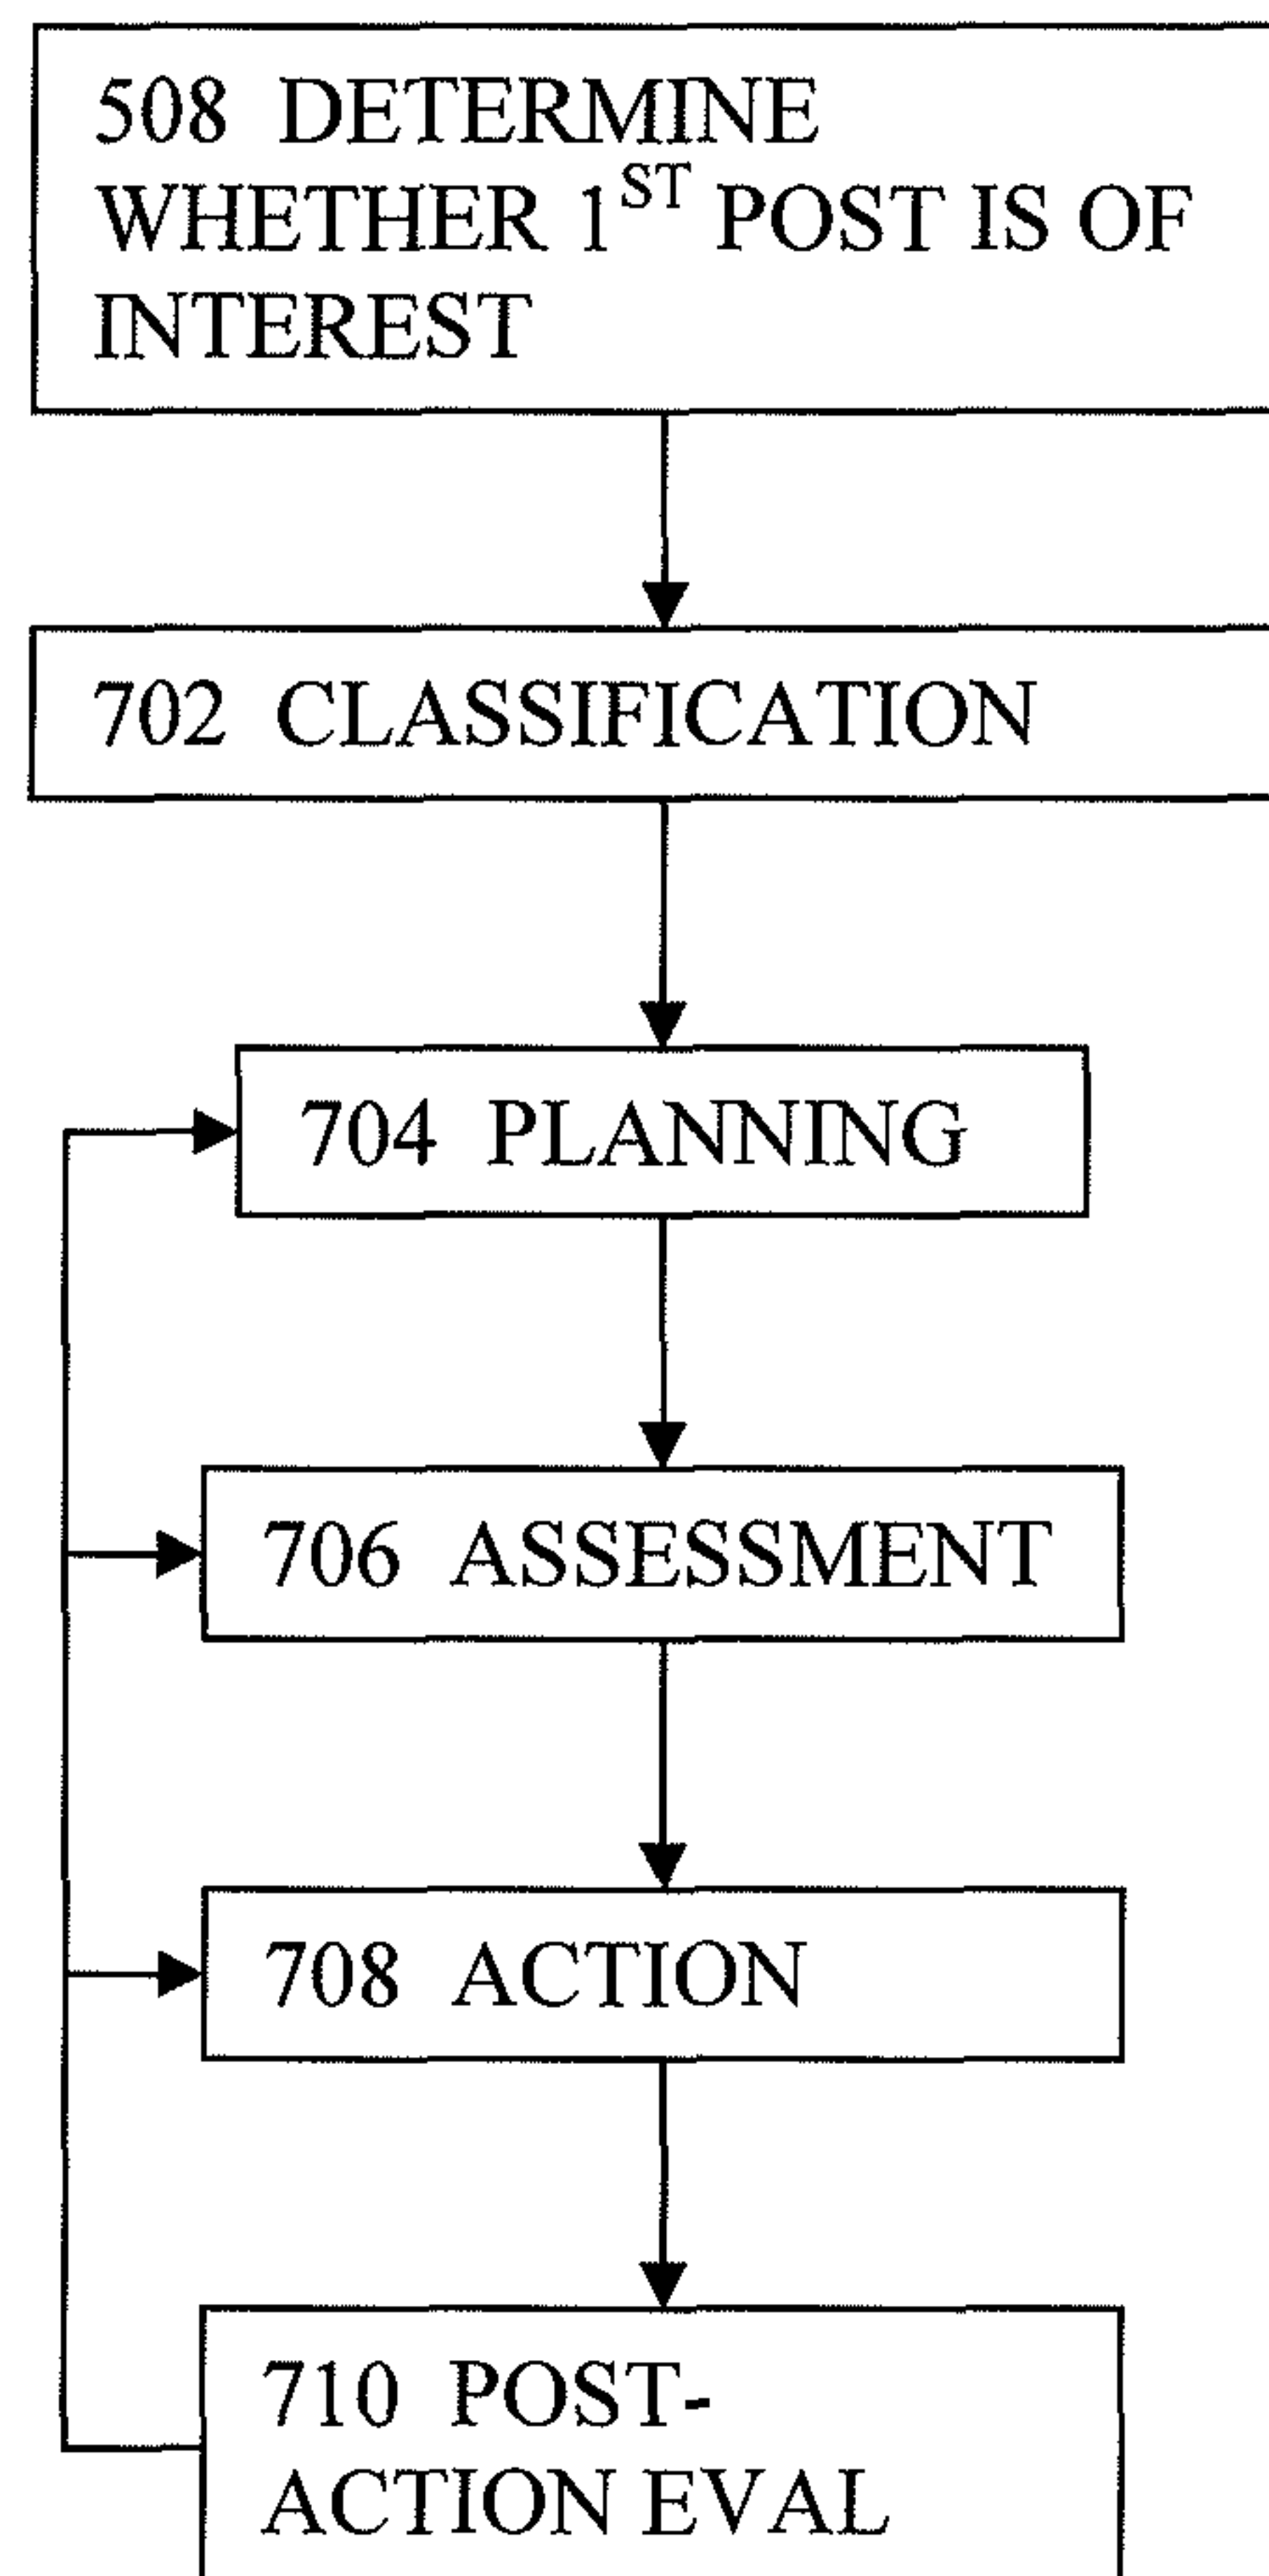 508 DETERMINE
WHETHER 1ST POST IS OF
INTEREST
702 CLASSIFICATION
704 PLANNING
706 ASSESSMENT
708 ACTION
710 POST-
ACTION EVAL